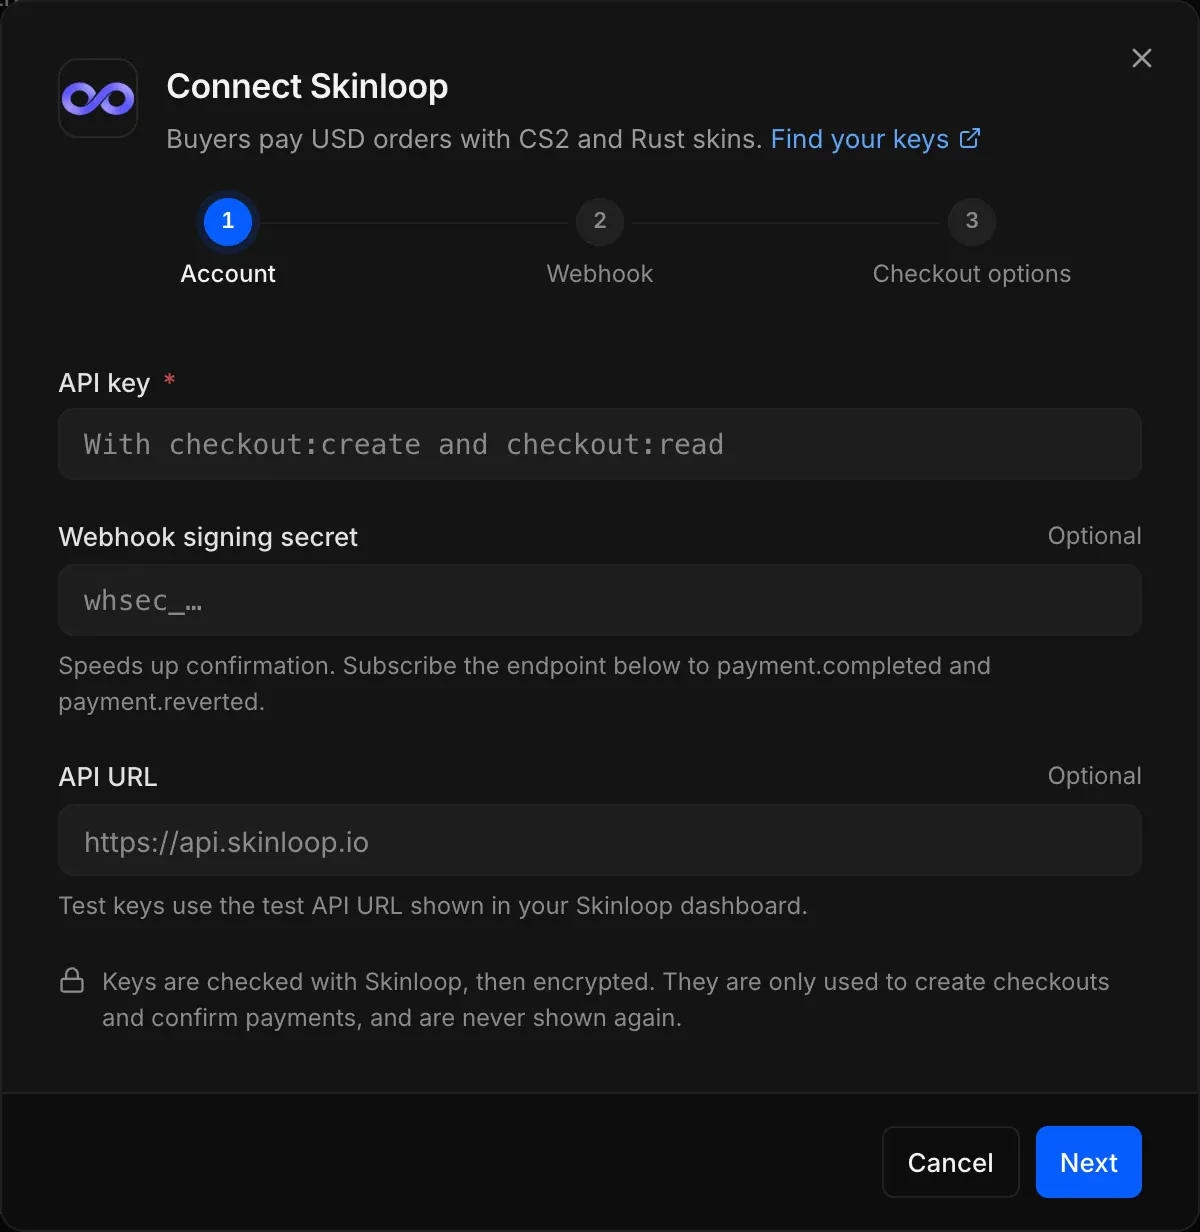 Connect Skinloop
Buyers pay USD orders with CS2 and Rust skins. Find your keys
1
2
3
Account
Webhook
Checkout options
API key *
With checkout:create and checkout:read
Webhook signing secret
Optional
whsec_…
Speeds up confirmation. Subscribe the endpoint below to payment.completed and
payment.reverted.
API URL
Optional
https://api.skinloop.io
Test keys use the test API URL shown in your Skinloop dashboard.
Keys are checked with Skinloop, then encrypted. They are only used to create checkouts
and confirm payments, and are never shown again.
Cancel
Next